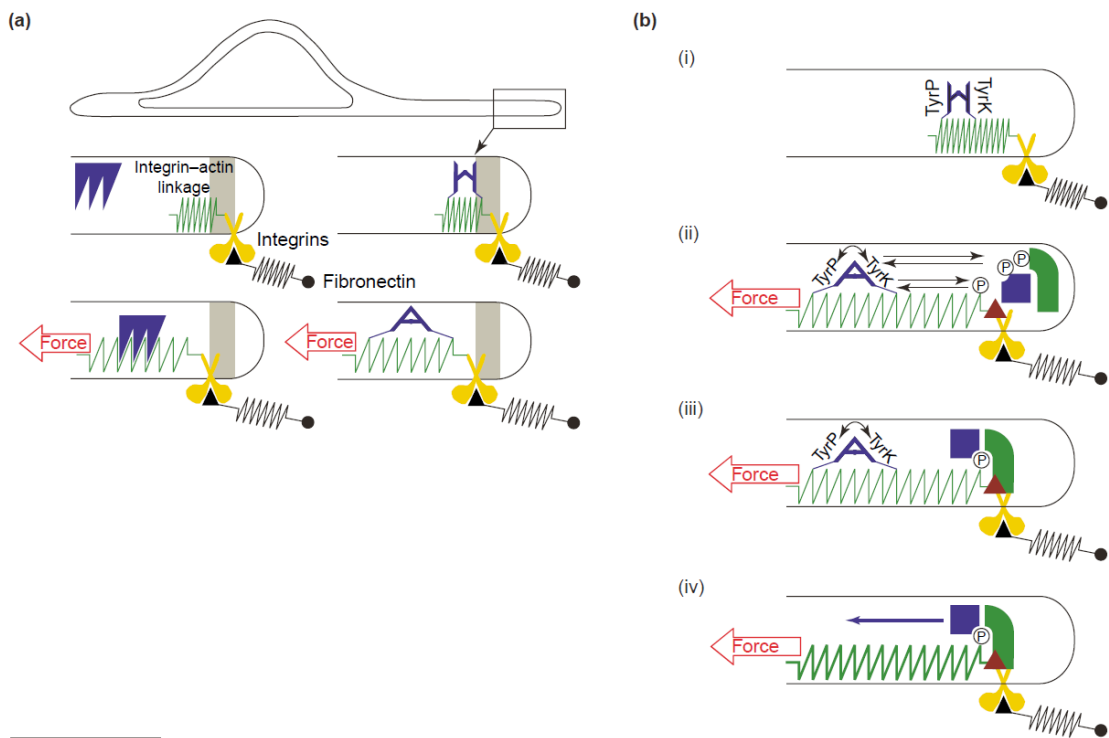 (a)
Integrin–actin
linkage
Integrins
Fibronectin
Force
Force
(b)
(i)
TyrP
TyrK
(ii)
TyrP
TyrK
P
P
P
Force
(iii)
TyrP
TyrK
P
Force
(iv)
P
Force